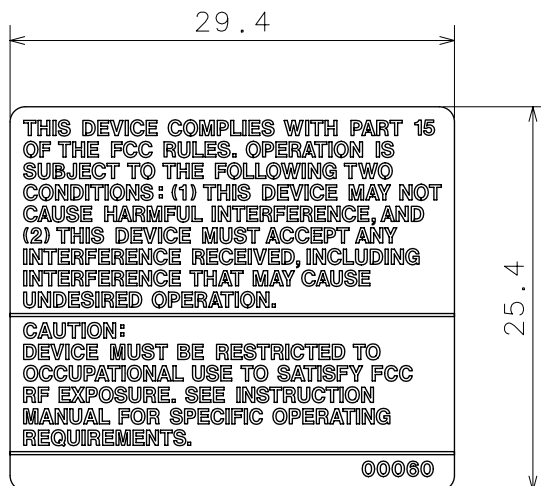 29.4
THIS DEVICE COMPLIES WITH PART 15
OF THE FCC RULES. OPERATION IS
SUBJECT TO THE FOLLOWING TWO
CONDITIONS: (1) THIS DEVICE MAY NOT
CAUSE HARMFUL INTERFERENCE, AND
(2) THIS DEVICE MUST ACCEPT ANY
INTERFERENCE RECEIVED, INCLUDING
INTERFERENCE THAT MAY CAUSE
UNDESIRED OPERATION.
25.4
CAUTION:
DEVICE MUST BE RESTRICTED TO
OCCUPATIONAL USE TO SATISFY FCC
RF EXPOSURE. SEE INSTRUCTION
MANUAL FOR SPECIFIC OPERATING
REQUIREMENTS.
00060